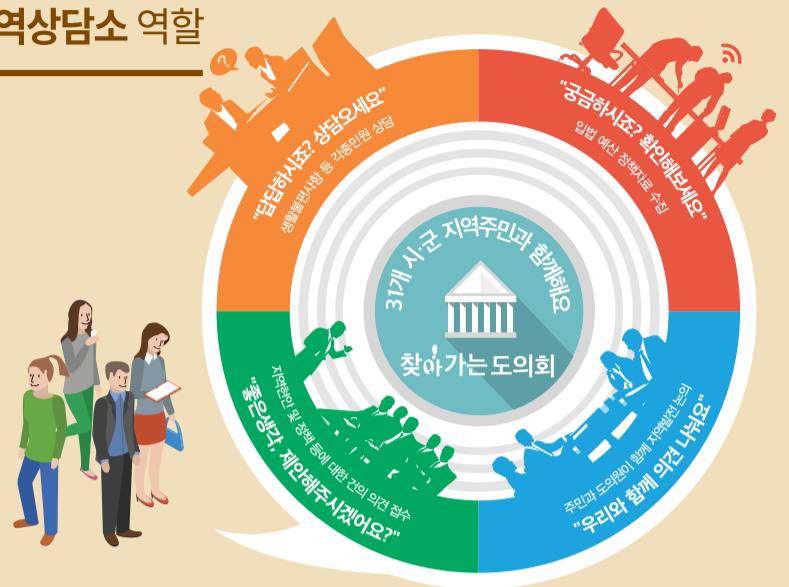 역상담소 역할
"답답하시죠? 상담오세요"
생활불편사항 등 각종민원 상담
"궁금하시죠? 확인해보세요"
입법 예산 정책자료 수집
31개 시·군 지역주민과 함께해요
찾아가는 도의회
지역현안 및 정책 등에 대한 건의 의견 접수
"좋은생각, 제안해주시겠어요?"
주민과 도의원이 함께 지역발전 논의
"우리와 함께 의견 나눠요"
?